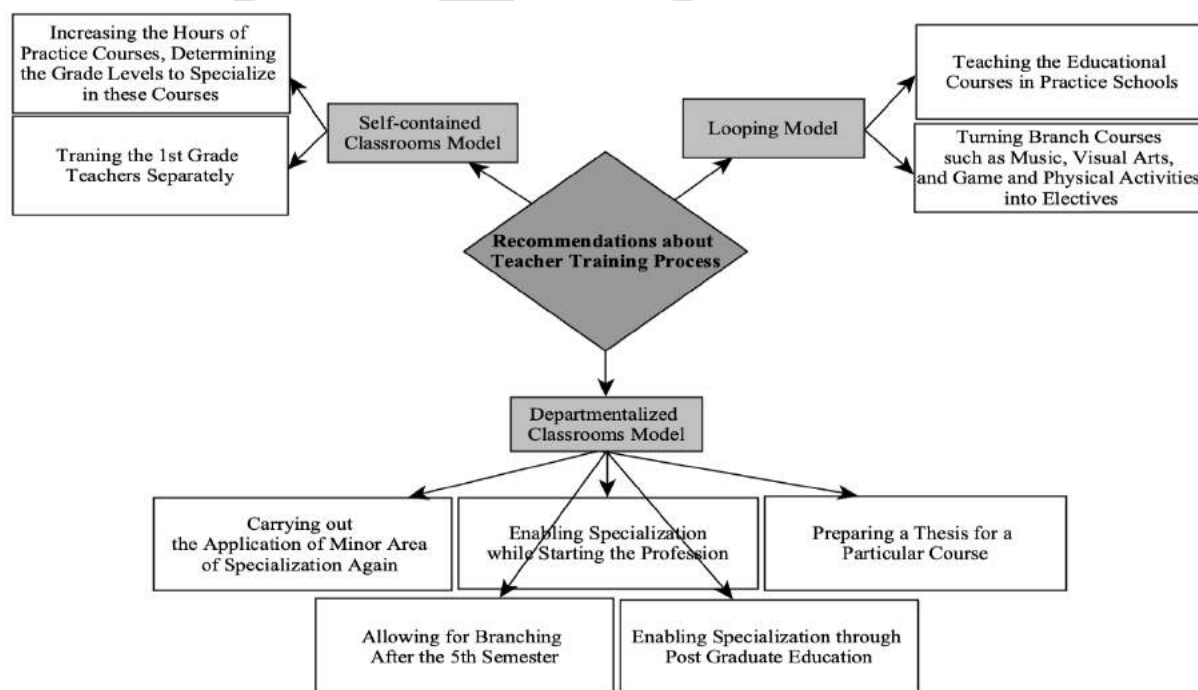 Increasing the Hours of
Practice Courses, Determining
the Grade Levels to Specialize
in these Courses
Traning the 1st Grade
Teachers Separately
Self-contained
Classrooms Model
Looping Model
Teaching the Educational
Courses in Practice Schools
Turning Branch Courses
such as Music, Visual Arts,
and Game and Physical Activities
into Electives
Recommendations about
Teacher Training Process
Departmentalized
Classrooms Model
Carrying out
the Application of Minor Area
of Specialization Again
Enabling Specialization
while Starting the Profession
Preparing a Thesis for a
Particular Course
Allowing for Branching
After the 5th Semester
Enabling Specialization through
Post Graduate Education